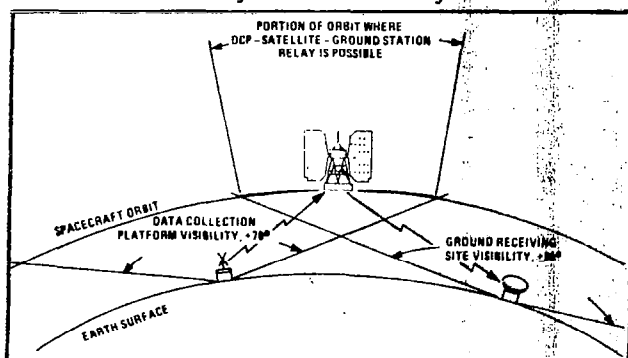 PORTION OF ORBIT WHERE
DCP - SATELLITE - GROUND STATION
RELAY IS POSSIBLE
SPACECRAFT ORBIT
DATA COLLECTION
PLATFORM VISIBILITY, +70°
GROUND RECEIVING
SITE VISIBILITY,
EARTH SURFACE